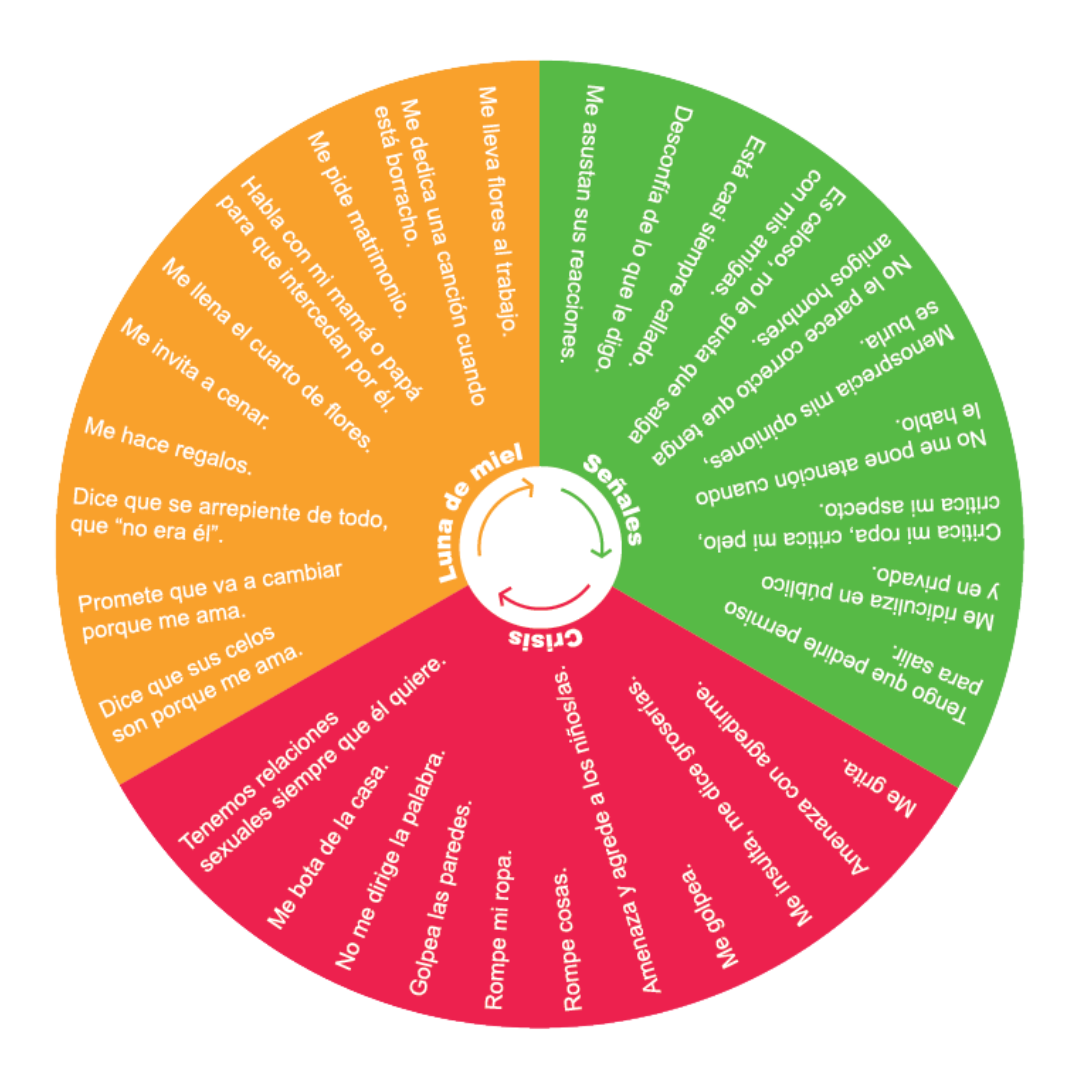 Señales
Me asustan sus reacciones.
Desconfía de lo que le digo.
Está casi siempre callado.
Es celoso, no le gusta que salga
con mis amigas.
No le parece correcto que tenga
amigos hombres.
Menosprecia mis opiniones,
se burla.
No me pone atención cuando
le hablo.
Critica mi ropa, critica mi pelo,
critica mi aspecto.
Me ridiculiza en público
y en privado.
Tengo que pedirle permiso
para salir.
Crisis
Me grita.
Amenaza con agredirme.
Me insulta, me dice groserías.
Me golpea.
Amenaza y agrede a los niños/as.
Rompe cosas.
Rompe mi ropa.
Golpea las paredes.
No me dirige la palabra.
Me bota de la casa.
Tenemos relaciones
sexuales siempre que él quiere.
Luna de miel
Dice que sus celos
son porque me ama.
Promete que va a cambiar
porque me ama.
Dice que se arrepiente de todo,
que “no era él”.
Me hace regalos.
Me invita a cenar.
Me llena el cuarto de flores.
Habla con mi mamá o papá
para que intercedan por él.
Me pide matrimonio.
Me dedica una canción cuando
está borracho.
Me lleva flores al trabajo.